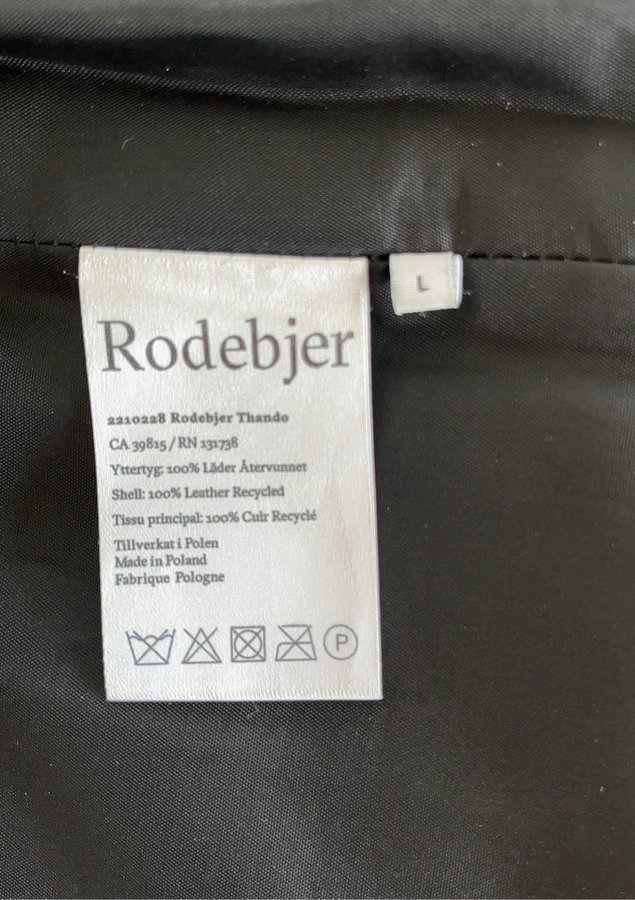 Rodebjer
2210228 Rodebjer Thando
CA 39815 / RN 131738
Yttertyg: 100% Läder Återvunnet
Shell: 100% Leather Recycled
Tissu principal: 100% Cuir Recyclé
Tillverkat i Polen
Made in Poland
Fabrique Pologne
P
L